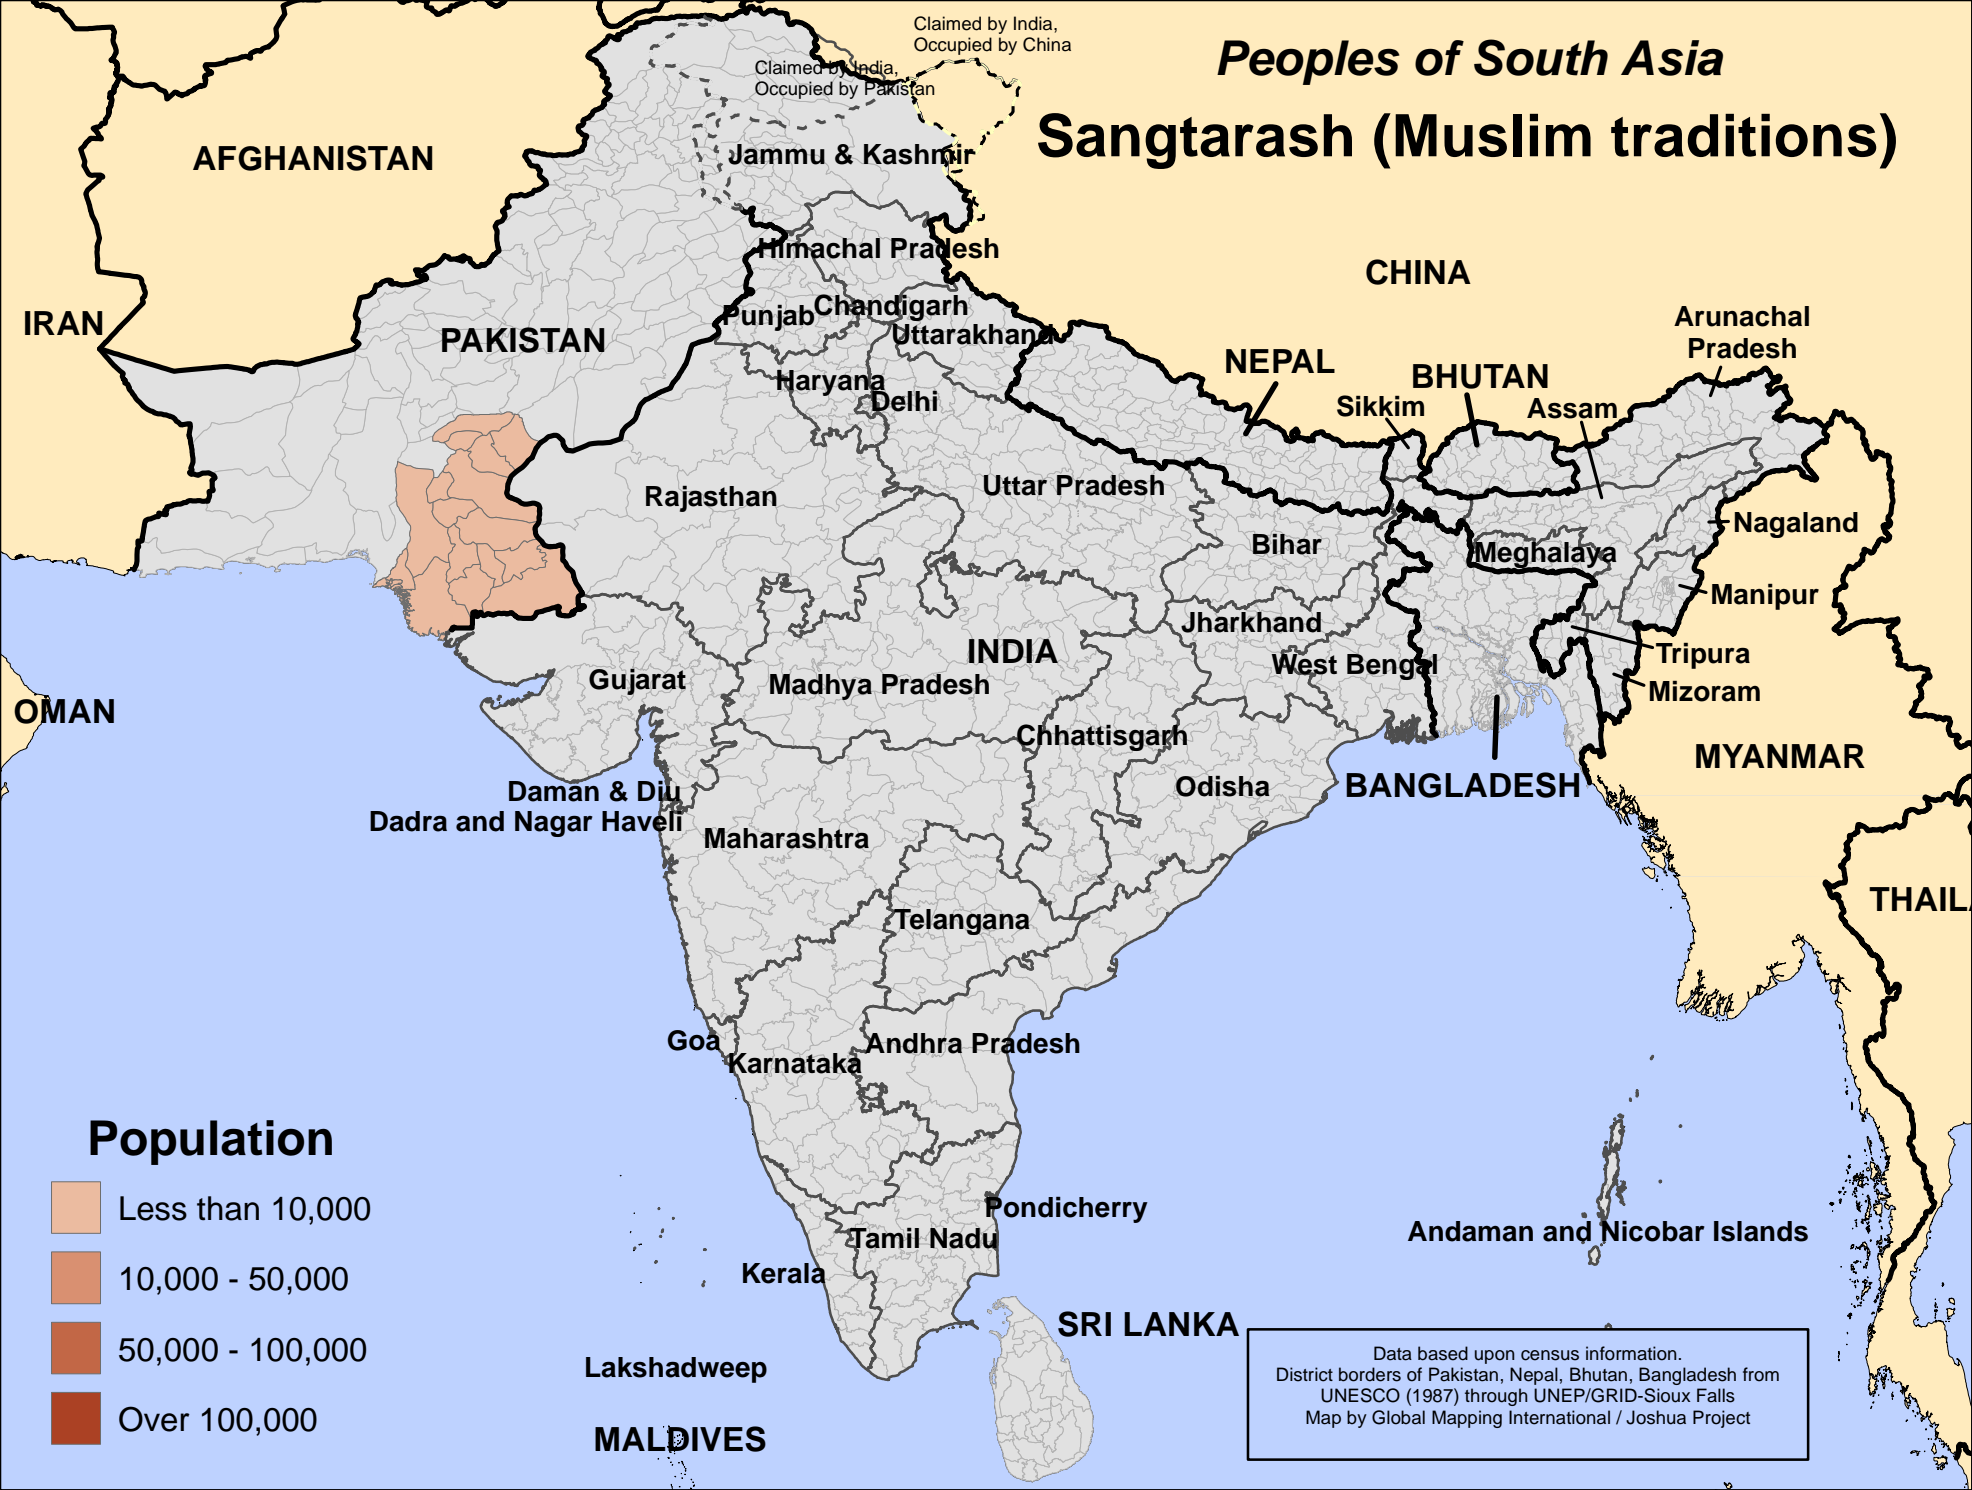 Claimed by India,
Occupied by China
Peoples of South Asia
Claimed by India,
Occupied by Pakistan
Sangtarash (Muslim traditions)
AFGHANISTAN
Jammu & Kashmir
Himachal Pradesh
CHINA
IRAN
PAKISTAN
Punjab
Chandigarh
Uttarakhand
Arunachal
Pradesh
NEPAL
BHUTAN
Haryana
Delhi
Sikkim
Assam
Rajasthan
Uttar Pradesh
Nagaland
Bihar
Meghalaya
Manipur
Jharkhand
INDIA
West Bengal
Tripura
Gujarat
Madhya Pradesh
Mizoram
OMAN
Chhattisgarh
MYANMAR
Odisha
BANGLADESH
Daman & Diu
Dadra and Nagar Haveli
Maharashtra
THAILA
Telangana
Goa
Karnataka
Andhra Pradesh
Population
Less than 10,000
10,000 - 50,000
50,000 - 100,000
Over 100,000
Pondicherry
Tamil Nadu
Andaman and Nicobar Islands
Kerala
SRI LANKA
Lakshadweep
MALDIVES
Data based upon census information.
District borders of Pakistan, Nepal, Bhutan, Bangladesh from
UNESCO (1987) through UNEP/GRID-Sioux Falls
Map by Global Mapping International / Joshua Project